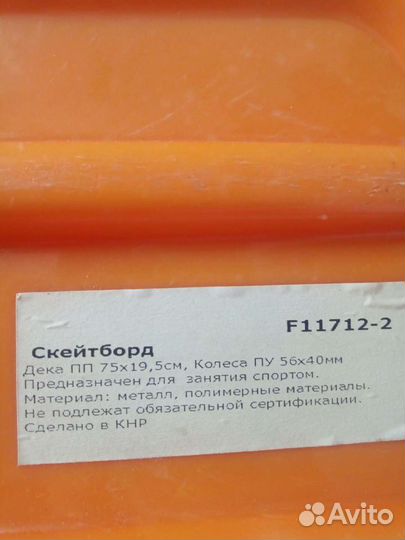 F11712-2
Скейтборд
Дека ПП 75х19,5см, Колеса ПУ 56х40мм
Предназначен для занятия спортом.
Материал: металл, полимерные материалы.
Не подлежат обязательной сертификации.
Сделано в КНР
Avito